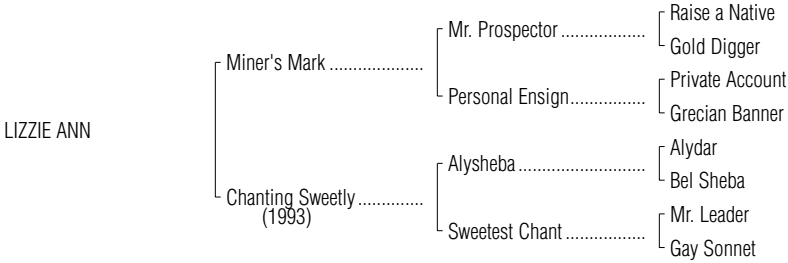 Raise a Native
Mr. Prospector ...................
Gold Digger
Miner's Mark .....................
Private Account
Personal Ensign.................
Grecian Banner
LIZZIE ANN
Alydar
Alysheba ............................
Bel Sheba
Chanting Sweetly ..............
(1993)
Mr. Leader
Sweetest Chant .................
Gay Sonnet